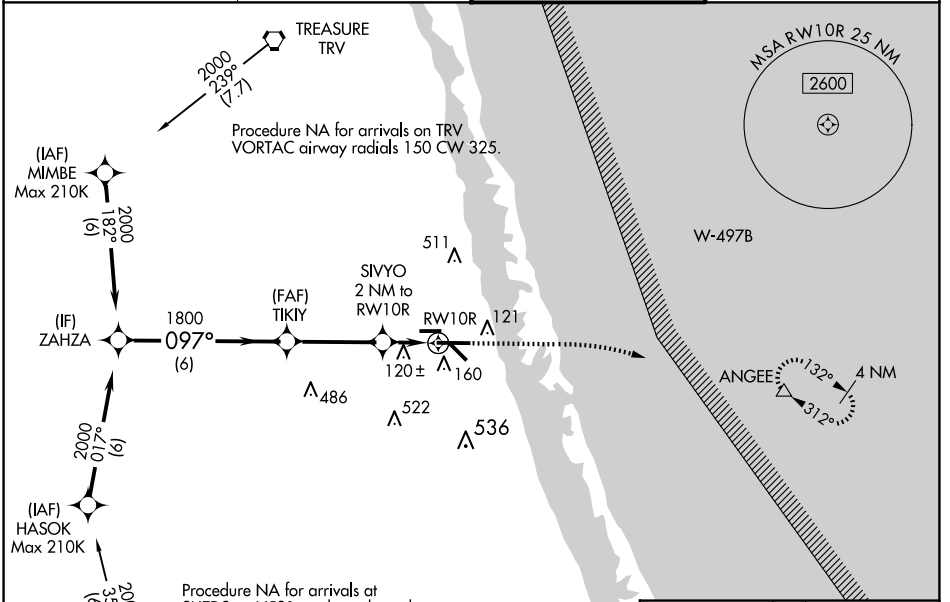 TREASURE
TRV
2000
239°
(7.7)
MSA RW10R 25 NM
2600
Procedure NA for arrivals on TRV
VORTAC airway radials 150 CW 325.
(IAF)
MIMBE
Max 210K
2000
182°
(6)
W-497B
511
SIVYO
2 NM to
RW10R
(FAF)
TIKIY
RW10R
121
(IF)
ZAHZA
1800
097°
(6)
120 ±
160
ANGEE
132°
4 NM
312°
486
522
536
2000
017°
(6)
(IAF)
HASOK
Max 210K
Procedure NA for arrivals at